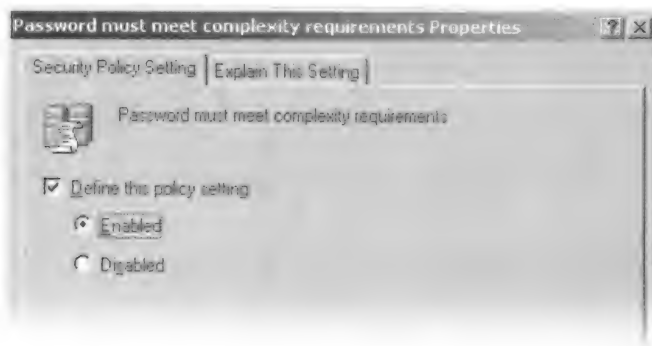 Password must meet complexity requirements Properties
Security Policy Setting
Explain This Setting
Password must meet complexity requirements
Define this policy setting
Enabled
Disabled